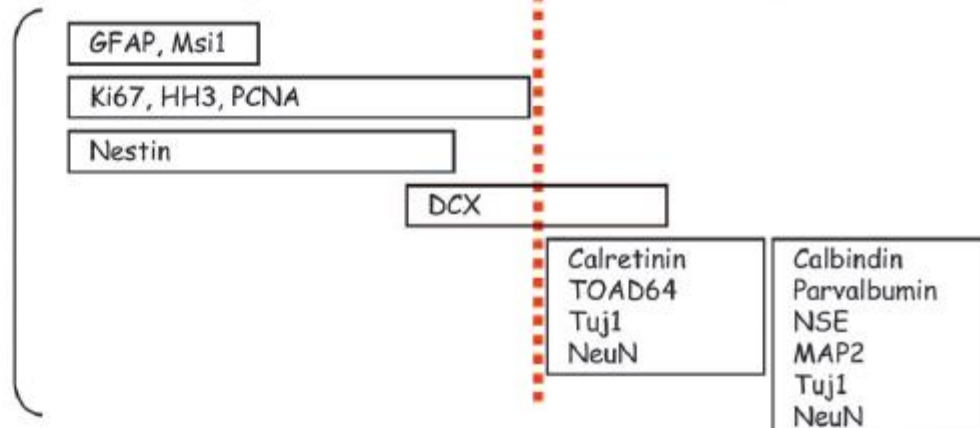 GFAP, Msi1
Ki67, HH3, PCNA
Nestin
DCX
Calretinin
TOAD64
Tuj1
NeuN
Calbindin
Parvalbumin
NSE
MAP2
Tuj1
NeuN